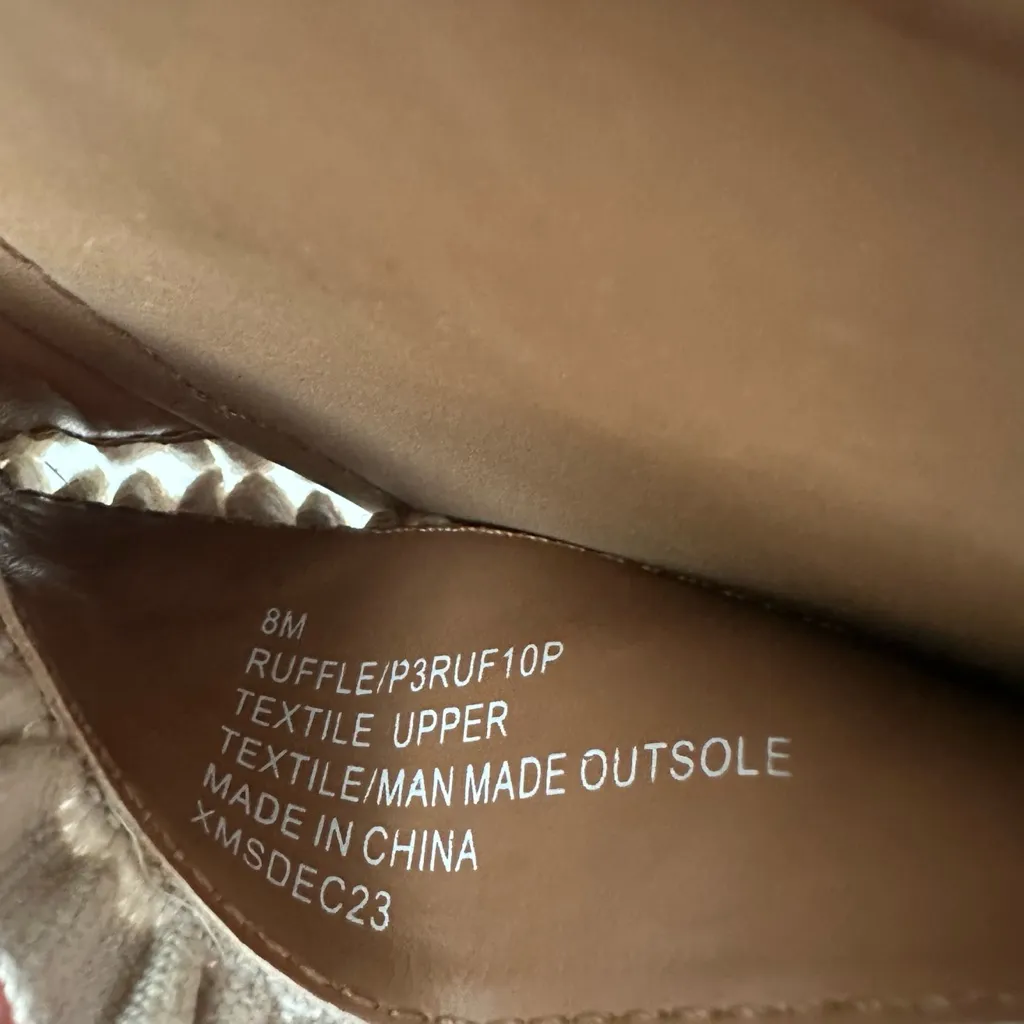 8M
RUFFLE/P3RUF10P
TEXTILE UPPER
TEXTILE/MAN MADE OUTSOLE
MADE IN CHINA
XMSDEC23